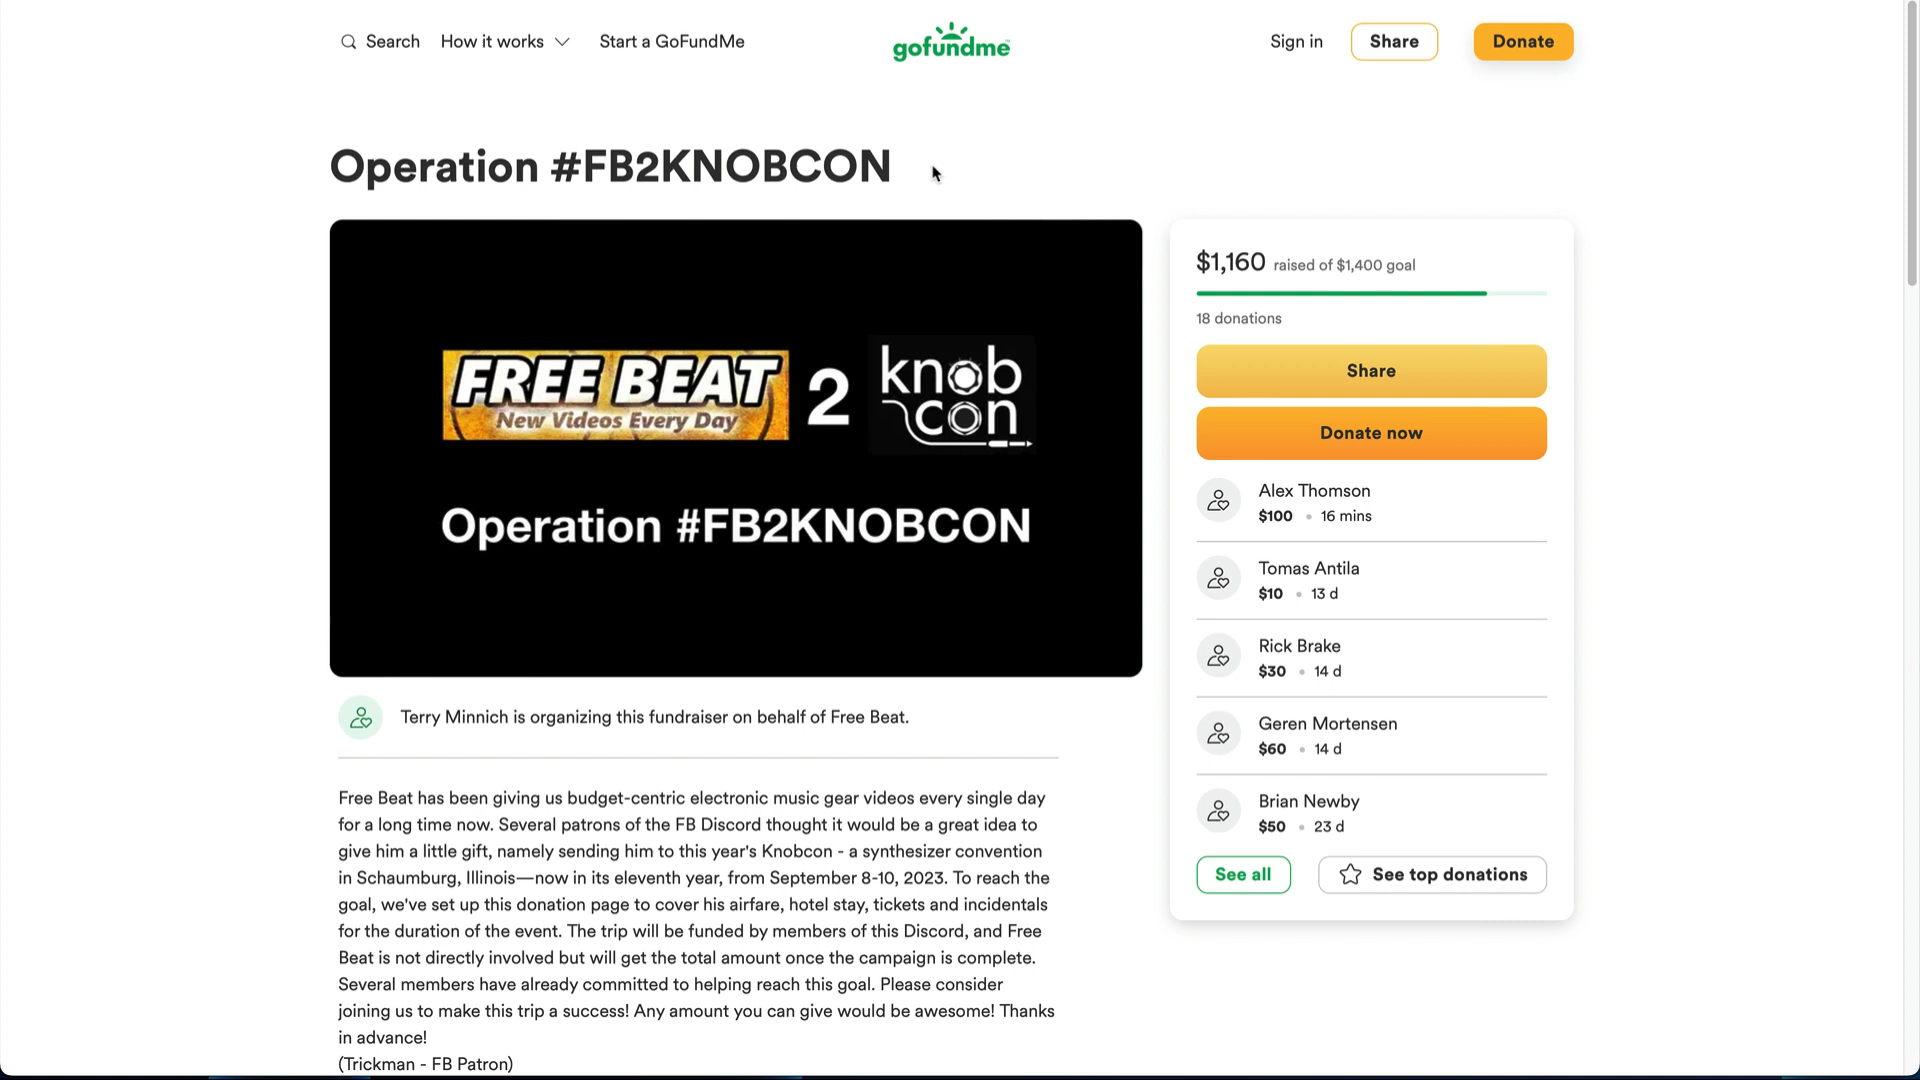 Search How it works Start a GoFundMe gofundme Sign in Share Donate
Operation #FB2KNOBCON
FREE BEAT
New Videos Every Day
2
knob
con
Operation #FB2KNOBCON
$1,160 raised of $1,400 goal
18 donations
Share
Donate now
Alex Thomson
$100 • 16 mins
Tomas Antila
$10 • 13 d
Rick Brake
$30 • 14 d
Geren Mortensen
$60 • 14 d
Brian Newby
$50 • 23 d
See all See top donations
Terry Minnich is organizing this fundraiser on behalf of Free Beat.
Free Beat has been giving us budget-centric electronic music gear videos every single day
for a long time now. Several patrons of the FB Discord thought it would be a great idea to
give him a little gift, namely sending him to this year's Knobcon - a synthesizer convention
in Schaumburg, Illinois—now in its eleventh year, from September 8-10, 2023. To reach the
goal, we've set up this donation page to cover his airfare, hotel stay, tickets and incidentals
for the duration of the event. The trip will be funded by members of this Discord, and Free
Beat is not directly involved but will get the total amount once the campaign is complete.
Several members have already committed to helping reach this goal. Please consider
joining us to make this trip a success! Any amount you can give would be awesome! Thanks
in advance!
(Trickman - FB Patron)